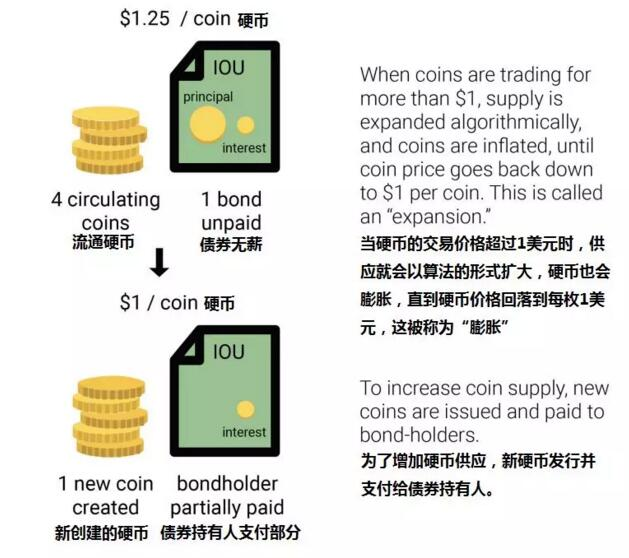 $1.25 / coin 硬币
IOU
principal
interest
4 circulating
coins
流通硬币
1 bond
unpaid
债券无薪
$1 / coin 硬币
IOU
interest
1 new coin
created
新创建的硬币
bondholder
partially paid
债券持有人支付部分
When coins are trading for
more than $1, supply is
expanded algorithmically,
and coins are inflated, until
coin price goes back down
to $1 per coin. This is called
an “expansion.”
当硬币的交易价格超过1美元时，供
应就会以算法的形式扩大，硬币也会
膨胀，直到硬币价格回落到每枚1美
元，这被称为“膨胀”
To increase coin supply, new
coins are issued and paid to
bond-holders.
为了增加硬币供应，新硬币发行并
支付给债券持有人。